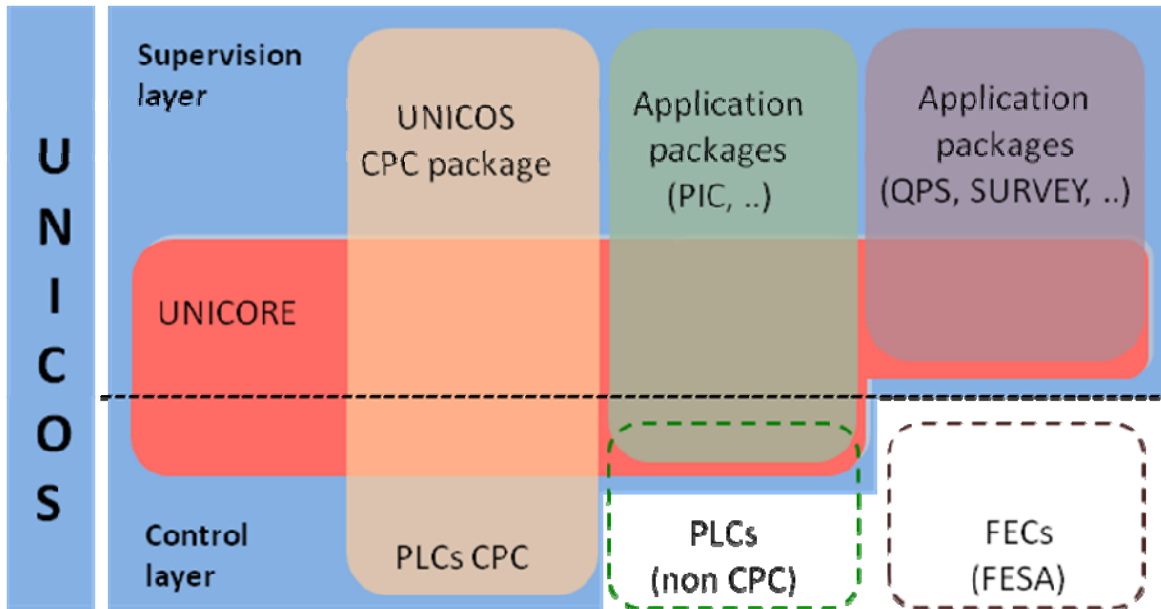 UNICOS
Supervision
layer
UNICOS
CPC package
Application
packages
(PIC, ..)
Application
packages
(QPS, SURVEY, ..)
UNICORE
Control
layer
PLCs CPC
PLCs
(non CPC)
FECs
(FESA)